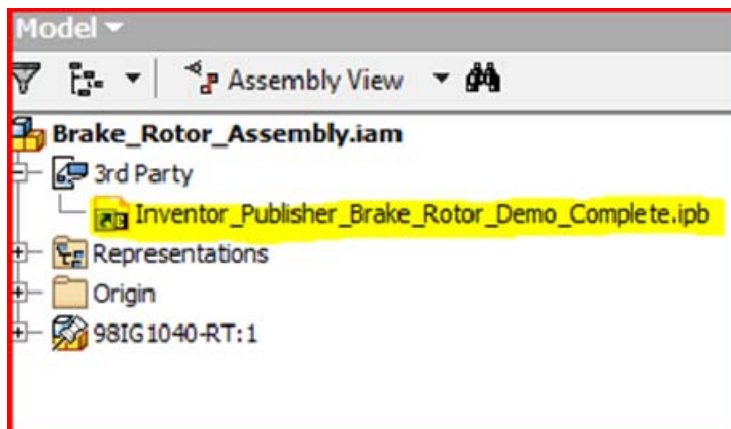 Model
Assembly View
Brake_Rotor_Assembly.iam
3rd Party
Inventor_Publisher_Brake_Rotor_Demo_Complete.ipb
Representations
Origin
98IG1040-RT:1